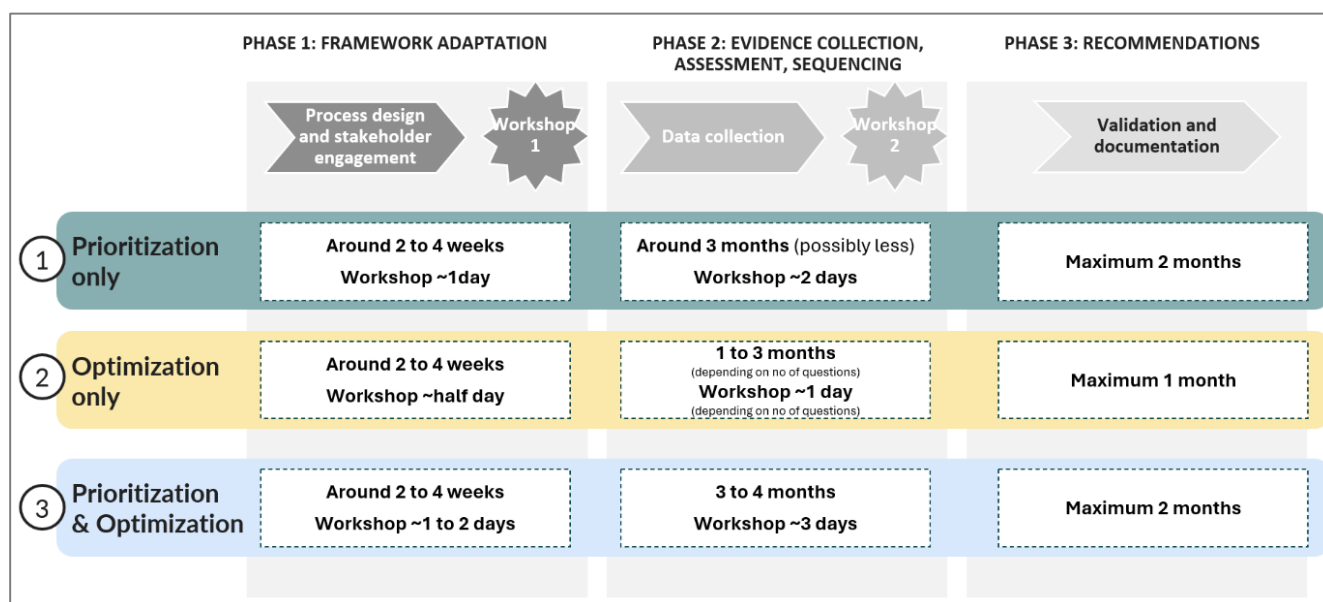 PHASE 1: FRAMEWORK ADAPTATION
PHASE 2: EVIDENCE COLLECTION,
ASSESSMENT, SEQUENCING
PHASE 3: RECOMMENDATIONS
Process design
and stakeholder
engagement
Workshop
1
Data collection
Workshop
2
Validation and
documentation
1
Prioritization
only
Around 2 to 4 weeks
Workshop ~1day
Around 3 months (possibly less)
Workshop ~2 days
Maximum 2 months
2
Optimization
only
Around 2 to 4 weeks
Workshop ~half day
1 to 3 months
(depending on no of questions)
Workshop ~1 day
(depending on no of questions)
Maximum 1 month
3
Prioritization
& Optimization
Around 2 to 4 weeks
Workshop ~1 to 2 days
3 to 4 months
Workshop ~3 days
Maximum 2 months